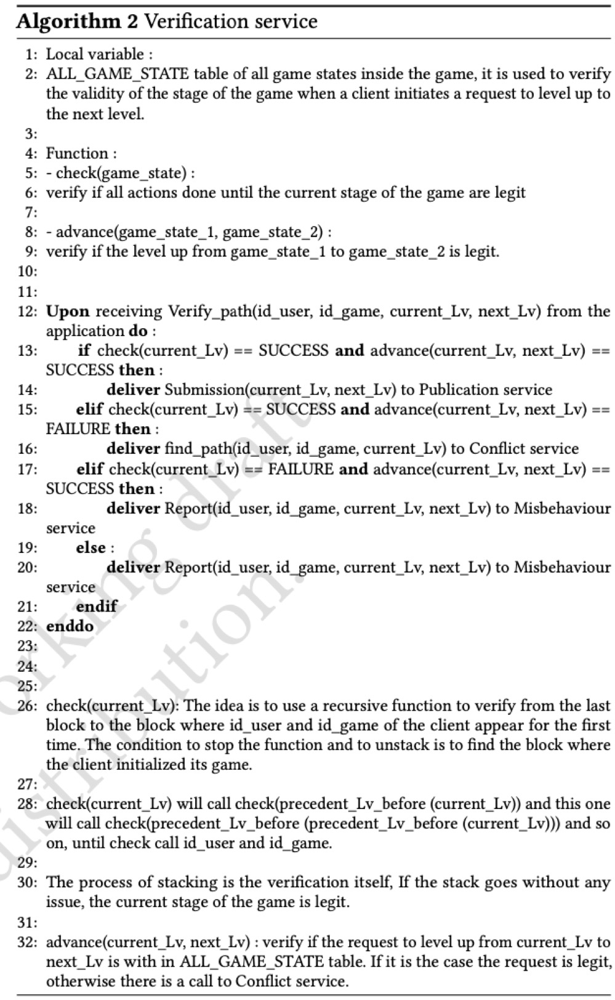 Algorithm 2 Verification service
1: Local variable :
2: ALL_GAME_STATE table of all game states inside the game, it is used to verify
the validity of the stage of the game when a client initiates a request to level up to
the next level.
3:
4: Function :
5: - check(game_state) :
6: verify if all actions done until the current stage of the game are legit
7:
8: - advance(game_state_1, game_state_2) :
9: verify if the level up from game_state_1 to game_state_2 is legit.
10:
11:
12: Upon receiving Verify_path(id_user, id_game, current_Lv, next_Lv) from the
application do :
13: if check(current_Lv) == SUCCESS and advance(current_Lv, next_Lv) ==
SUCCESS then :
14: deliver Submission(current_Lv, next_Lv) to Publication service
15: elif check(current_Lv) == SUCCESS and advance(current_Lv, next_Lv) ==
FAILURE then :
16: deliver find_path(id_user, id_game, current_Lv) to Conflict service
17: elif check(current_Lv) == FAILURE and advance(current_Lv, next_Lv) ==
SUCCESS then :
18: deliver Report(id_user, id_game, current_Lv, next_Lv) to Misbehaviour
service
19: else :
20: deliver Report(id_user, id_game, current_Lv, next_Lv) to Misbehaviour
service
21: endif
22: enddo
23:
24:
25:
26: check(current_Lv): The idea is to use a recursive function to verify from the last
block to the block where id_user and id_game of the client appear for the first
time. The condition to stop the function and to unstack is to find the block where
the client initialized its game.
27:
28: check(current_Lv) will call check(precedent_Lv_before (current_Lv)) and this one
will call check(precedent_Lv_before (precedent_Lv_before (current_Lv))) and so
on, until check call id_user and id_game.
29:
30: The process of stacking is the verification itself, If the stack goes without any
issue, the current stage of the game is legit.
31:
32: advance(current_Lv, next_Lv) : verify if the request to level up from current_Lv to
next_Lv is with in ALL_GAME_STATE table. If it is the case the request is legit,
otherwise there is a call to Conflict service.
draft.